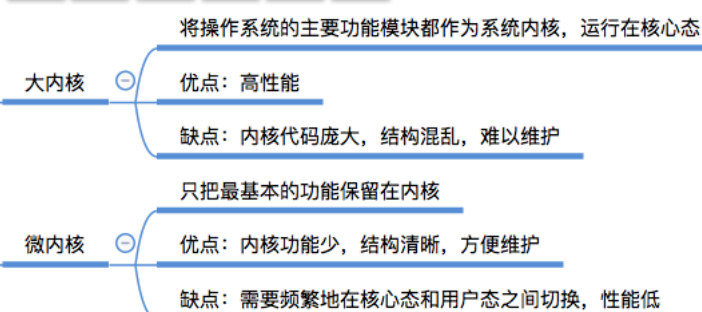 将操作系统的主要功能模块都作为系统内核，运行在核心态
大内核
优点：高性能
缺点：内核代码庞大，结构混乱，难以维护
只把最基本的功能保留在内核
微内核
优点：内核功能少，结构清晰，方便维护
缺点：需要频繁地在核心态和用户态之间切换，性能低